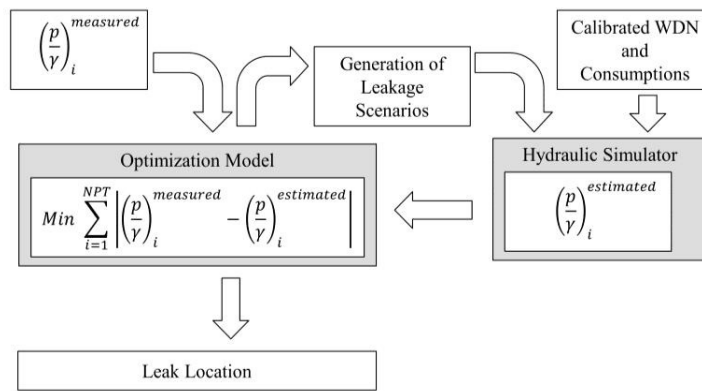 (p/γ)_i^measured
Generation of
Leakage
Scenarios
Calibrated WDN
and
Consumptions
Optimization Model
Min ∑_{i=1}^{NPT} |(p/γ)_i^measured − (p/γ)_i^estimated|
Hydraulic Simulator
(p/γ)_i^estimated
Leak Location